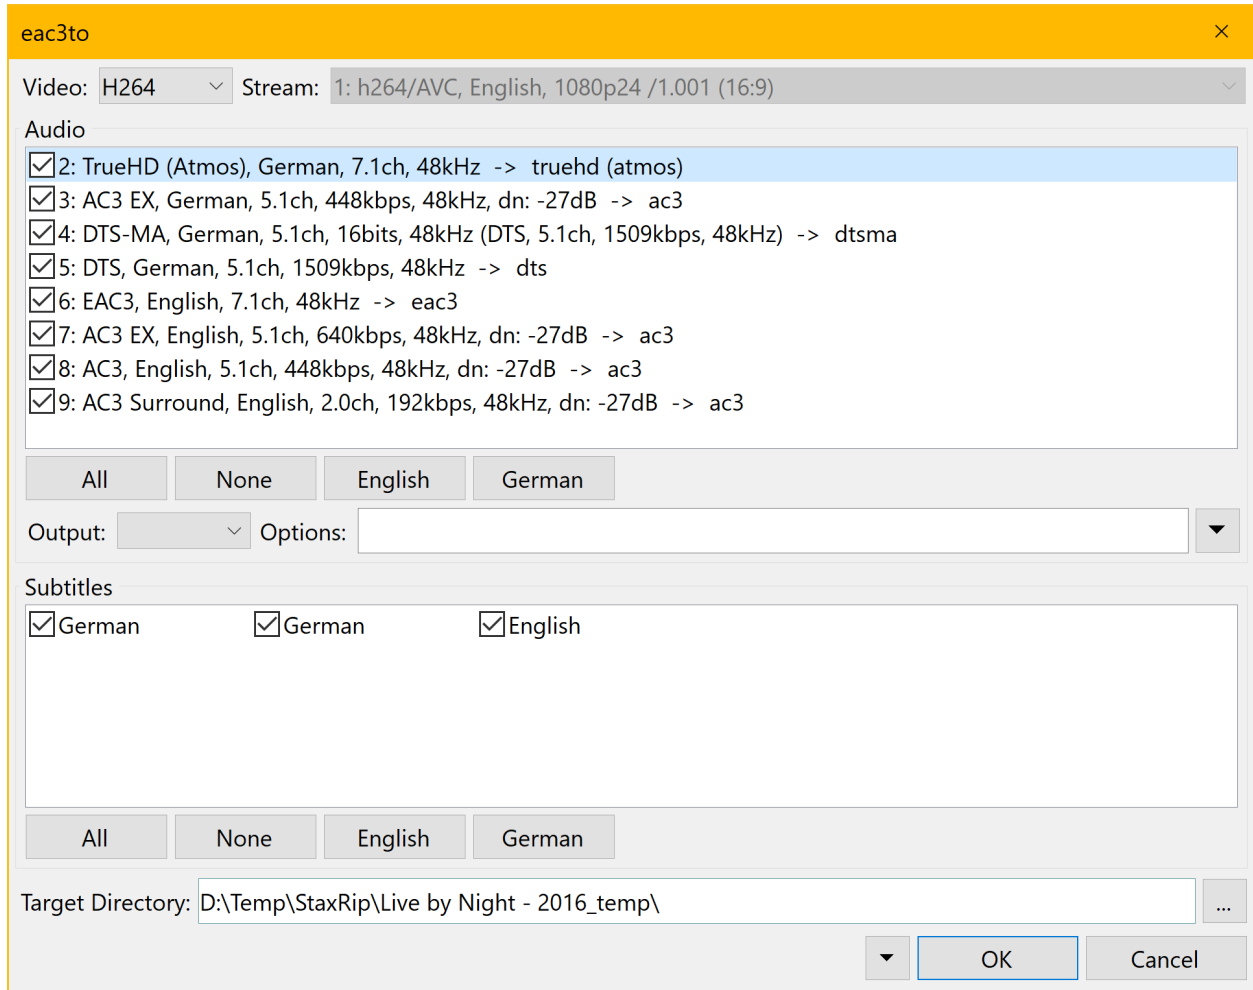 eac3to
Video: H264 Stream: 1: h264/AVC, English, 1080p24 /1.001 (16:9)
Audio
2: TrueHD (Atmos), German, 7.1ch, 48kHz -> truehd (atmos)
3: AC3 EX, German, 5.1ch, 448kbps, 48kHz, dn: -27dB -> ac3
4: DTS-MA, German, 5.1ch, 16bits, 48kHz (DTS, 5.1ch, 1509kbps, 48kHz) -> dtsma
5: DTS, German, 5.1ch, 1509kbps, 48kHz -> dts
6: EAC3, English, 7.1ch, 48kHz -> eac3
7: AC3 EX, English, 5.1ch, 640kbps, 48kHz, dn: -27dB -> ac3
8: AC3, English, 5.1ch, 448kbps, 48kHz, dn: -27dB -> ac3
9: AC3 Surround, English, 2.0ch, 192kbps, 48kHz, dn: -27dB -> ac3
All None English German
Output: Options:
Subtitles
German German English
All None English German
Target Directory: D:\Temp\StaxRip\Live by Night - 2016_temp\ ...
OK Cancel